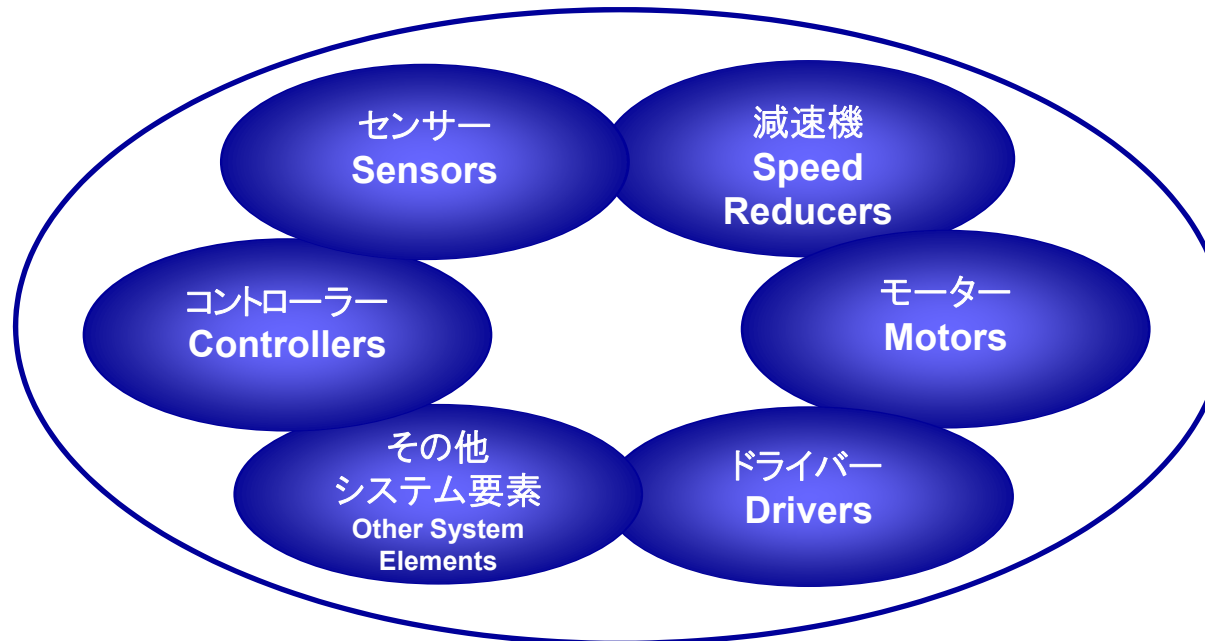 センサー
Sensors
減速機
Speed
Reducers
コントローラー
Controllers
モーター
Motors
その他
システム要素
Other System
Elements
ドライバー
Drivers